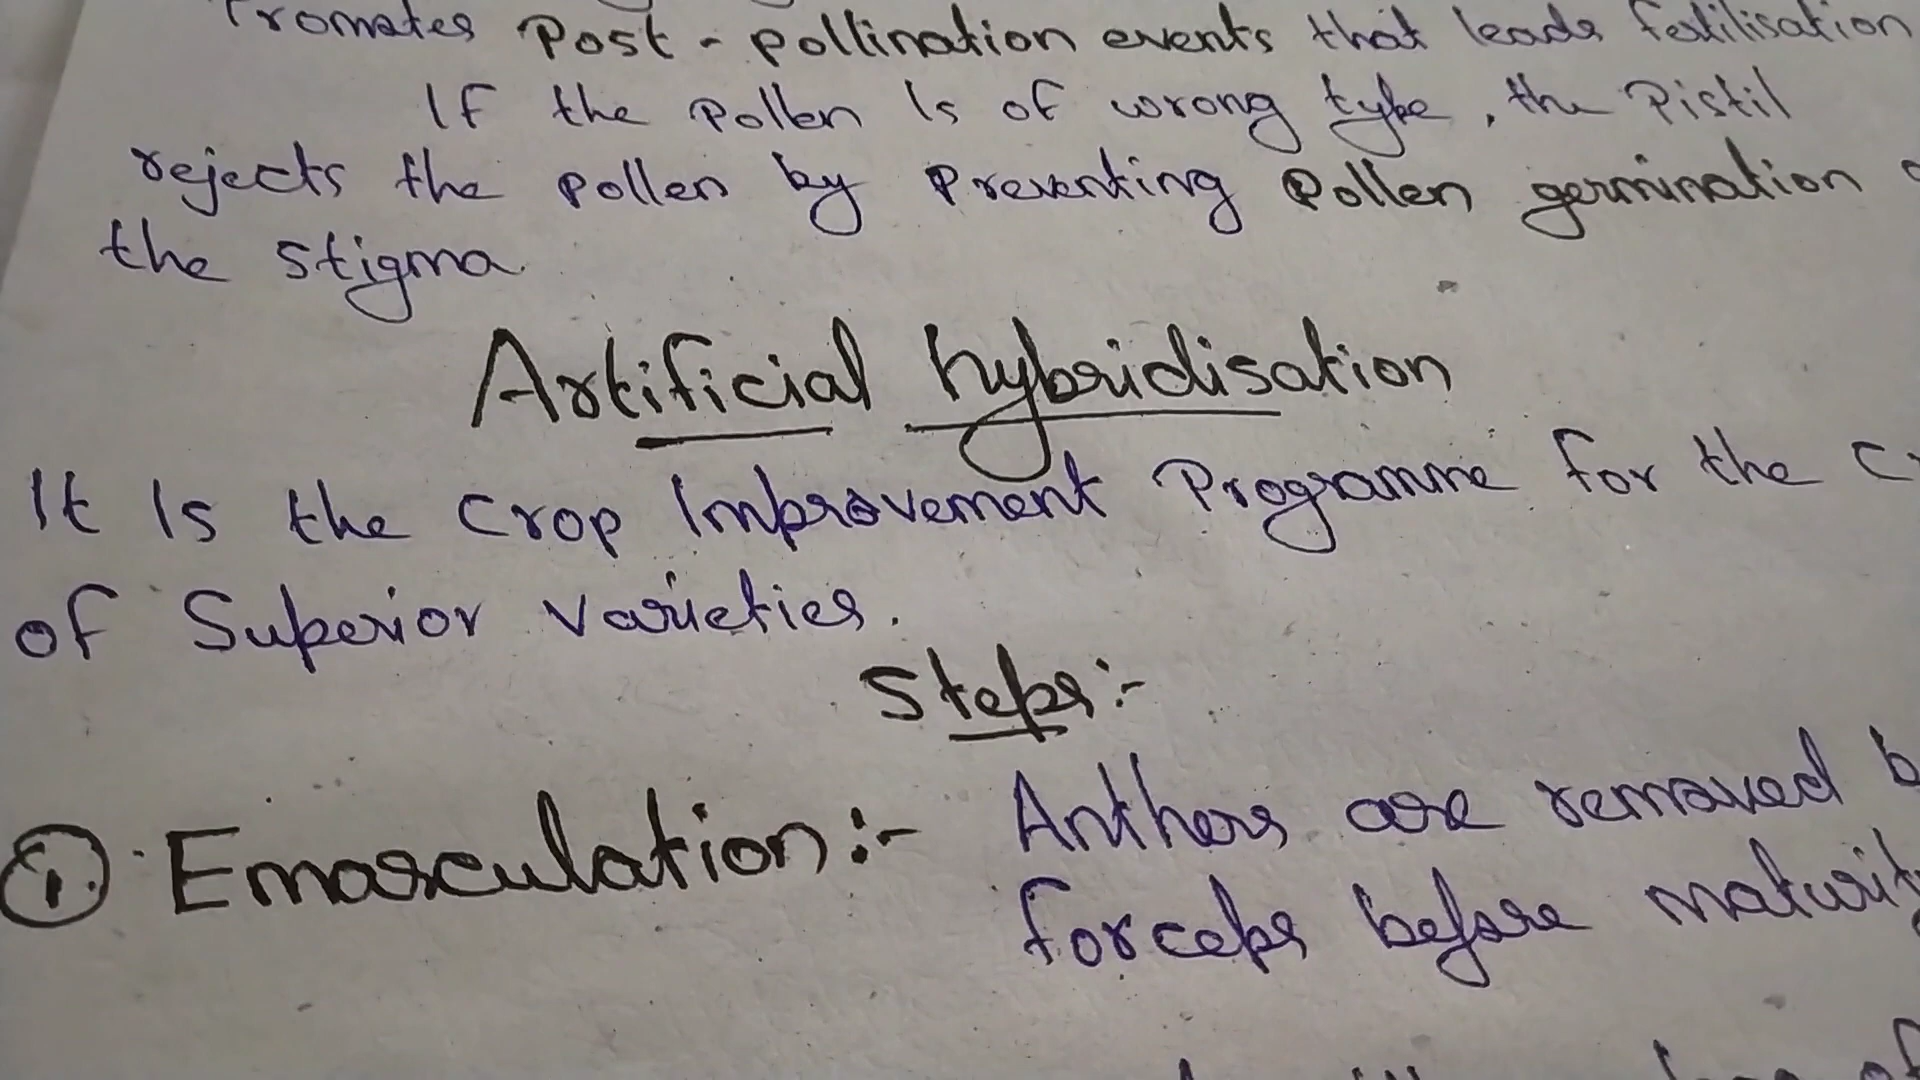 Promotes Post - pollination events that leads fertilisation
If the pollen is of wrong type, the Pistil
rejects the pollen by Preventing Pollen germination
the stigma.
Artificial hybridisation
It Is the Crop Improvement Programme for the
of Superior varieties.
Steps:-
① Emasculation:- Anthers are removed
forceps before maturity